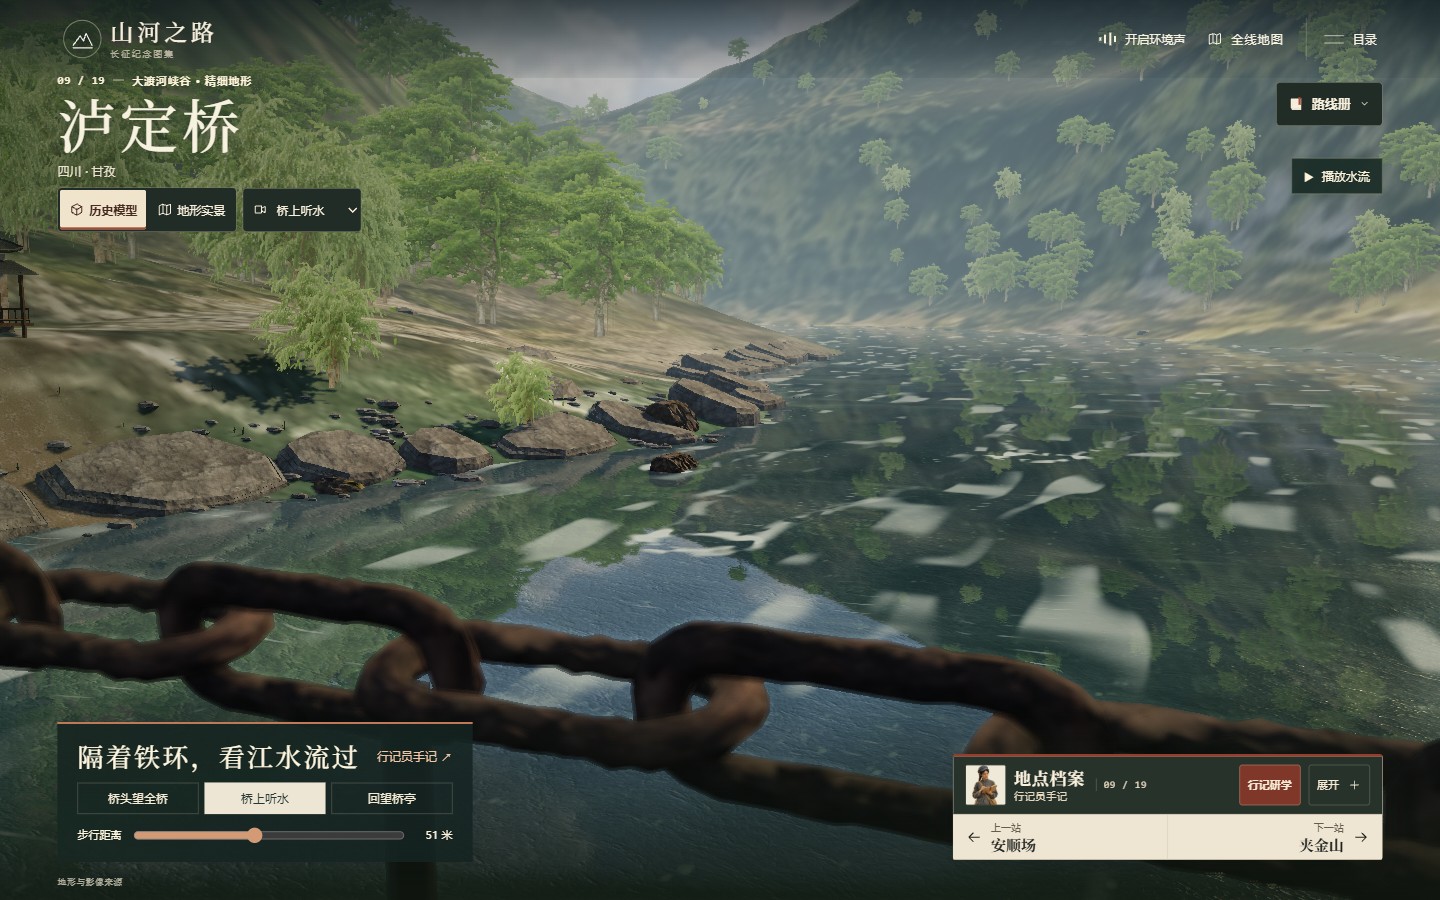 山河之路
长征纪念图集
开启环境声
全线地图
目录
09 / 19 — 大渡河峡谷·精细地形
泸定桥
四川·甘孜
路线册
播放水流
历史模型
地形实景
桥上听水
隔着铁环，看江水流过
行记员手记 ↗
桥头望全桥
桥上听水
回望桥亭
步行距离
51 米
地点档案
行记员手记
09 / 19
行记研学
展开 +
← 上一站
安顺场
下一站 →
夹金山
地形与影像来源